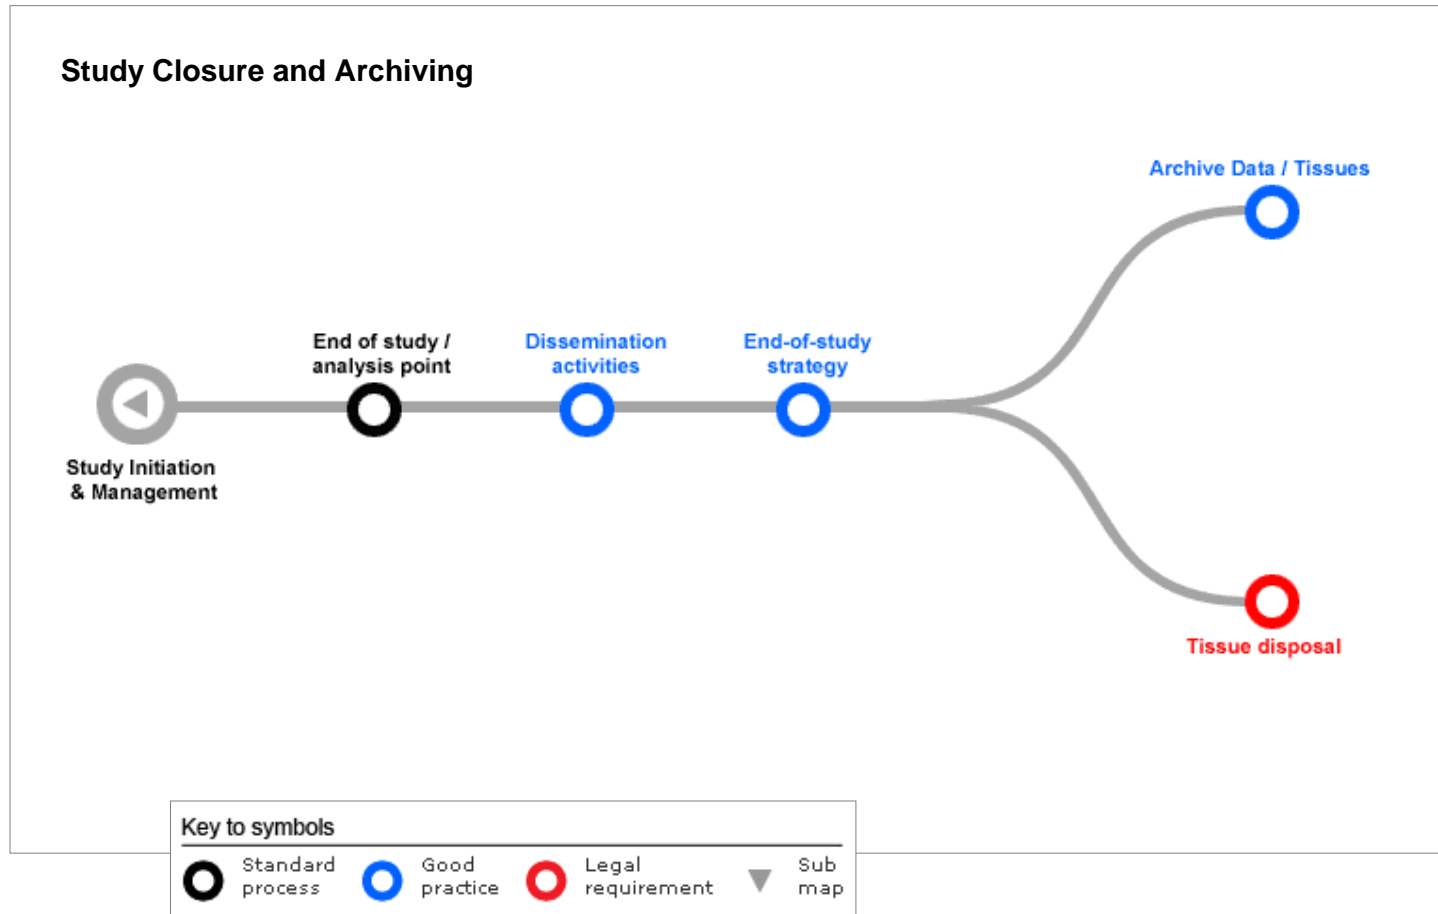 Study Closure and Archiving
Archive Data / Tissues
End of study /
analysis point
Dissemination
activities
End-of-study
strategy
Study Initiation
& Management
Tissue disposal
Key to symbols
Standard
process
Good
practice
Legal
requirement
Sub
map